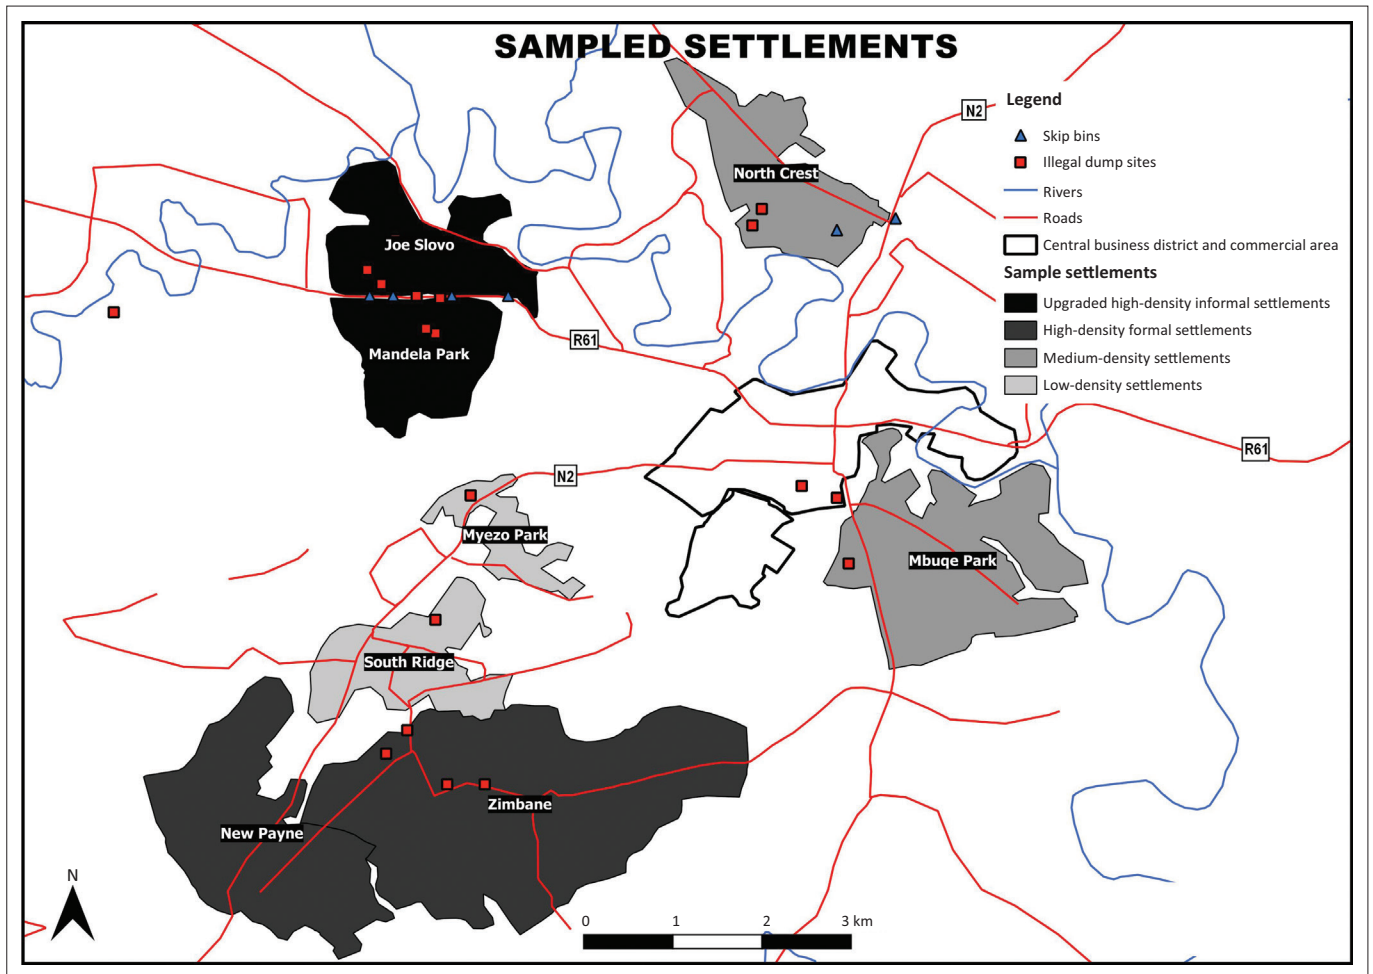 SAMPLED SETTLEMENTS
Legend
N2
Skip bins
Illegal dump sites
North Crest
Rivers
Roads
Joe Slovo
Central business district and commercial area
Sample settlements
Upgraded high-density informal settlements
High-density formal settlements
R61
Mandela Park
Medium-density settlements
Low-density settlements
R61
N2
Myezo Park
Mbuqe Park
South Ridge
Zimbane
New Payne
N
0 1 2 3 km